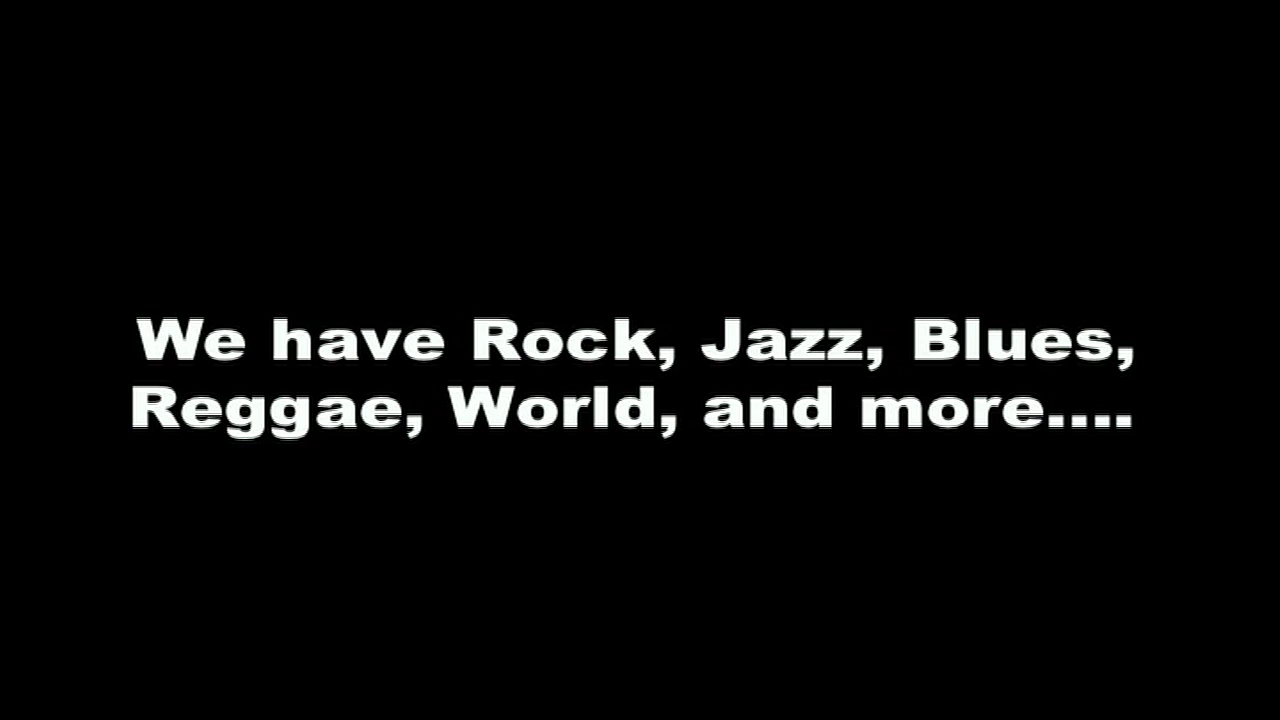 We have Rock, Jazz, Blues,
Reggae, World, and more....